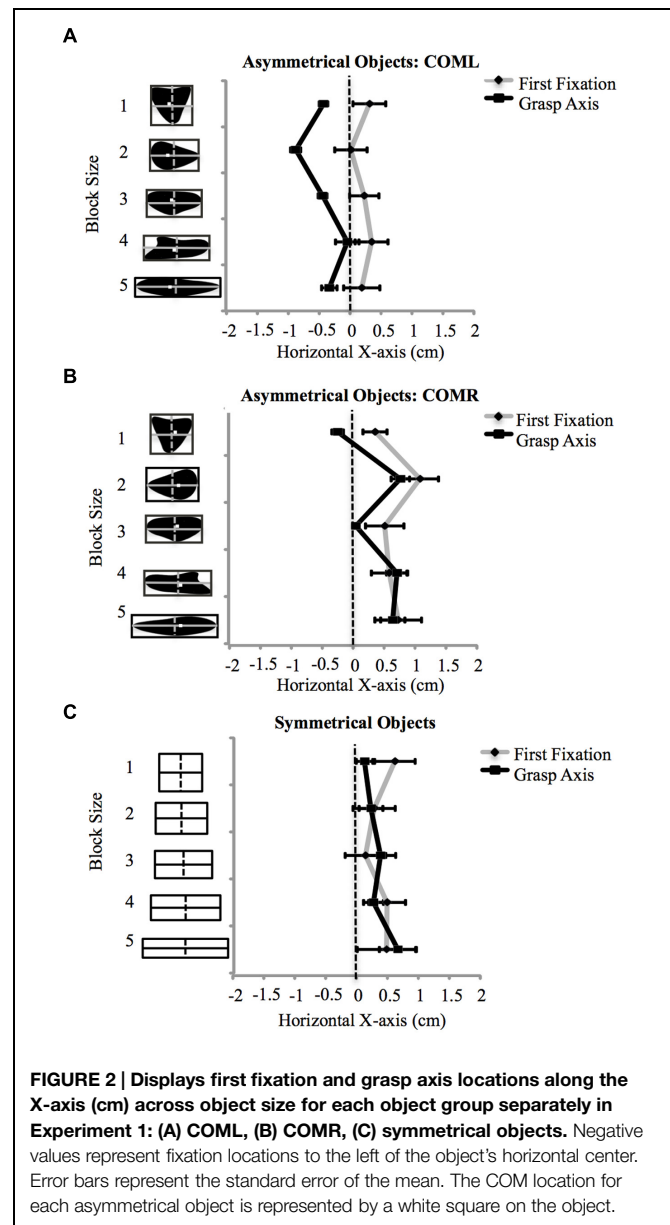 A
Asymmetrical Objects: COML
First Fixation
Grasp Axis
Block Size
1
2
3
4
5
-2 -1.5 -1 -0.5 0 0.5 1 1.5 2
Horizontal X-axis (cm)
B
Asymmetrical Objects: COMR
First Fixation
Grasp Axis
Block Size
1
2
3
4
5
-2 -1.5 -1 -0.5 0 0.5 1 1.5 2
Horizontal X-axis (cm)
C
Symmetrical Objects
First Fixation
Grasp Axis
Block Size
1
2
3
4
5
-2 -1.5 -1 -0.5 0 0.5 1 1.5 2
Horizontal X-axis (cm)
FIGURE 2 | Displays first fixation and grasp axis locations along the
X-axis (cm) across object size for each object group separately in
Experiment 1: (A) COML, (B) COMR, (C) symmetrical objects. Negative
values represent fixation locations to the left of the object's horizontal center.
Error bars represent the standard error of the mean. The COM location for
each asymmetrical object is represented by a white square on the object.